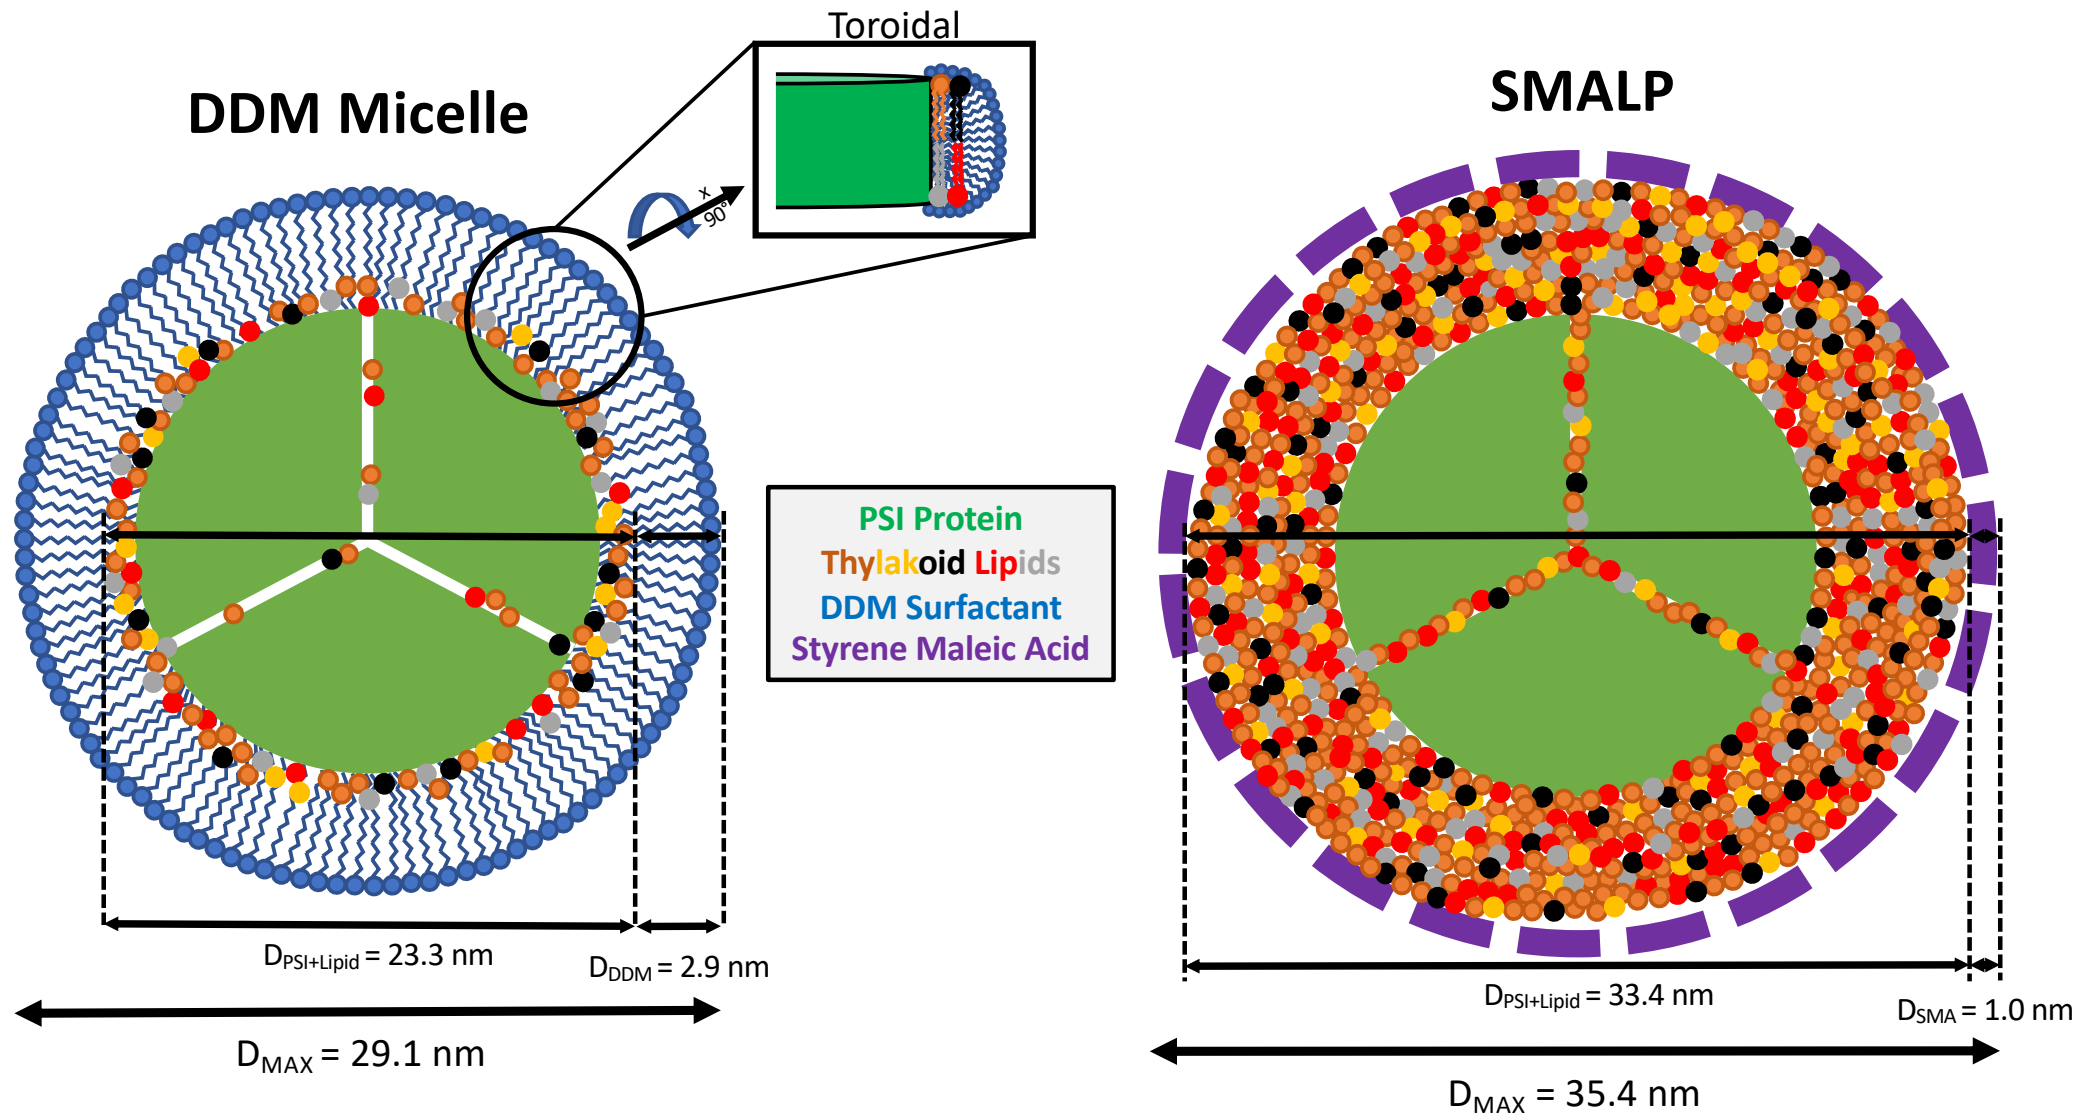 Toroidal
DDM Micelle
SMALP
x
90°
PSI Protein
Thylakoid Lipids
DDM Surfactant
Styrene Maleic Acid
D_PSI+Lipid = 23.3 nm
D_DDM = 2.9 nm
D_MAX = 29.1 nm
D_PSI+Lipid = 33.4 nm
D_SMA = 1.0 nm
D_MAX = 35.4 nm